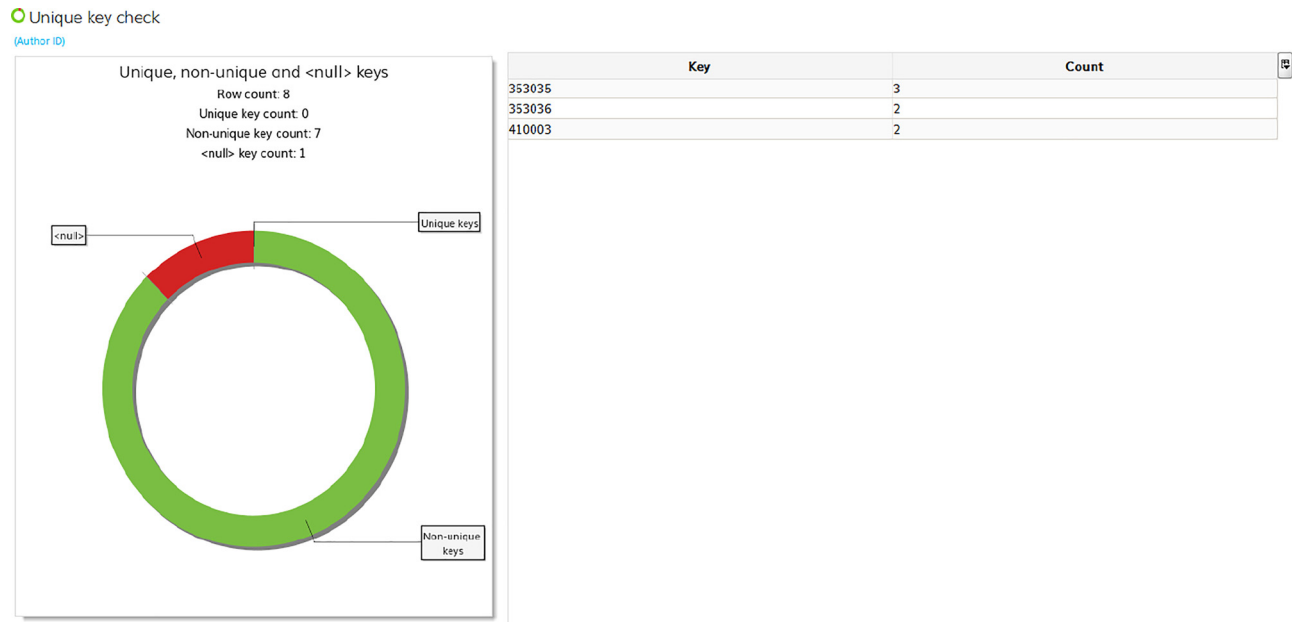 Unique key check
(Author ID)
Unique, non-unique and <null> keys
Row count: 8
Unique key count: 0
Non-unique key count: 7
<null> key count: 1
<null>
Unique keys
Non-unique
keys
Key Count
353035 3
353036 2
410003 2